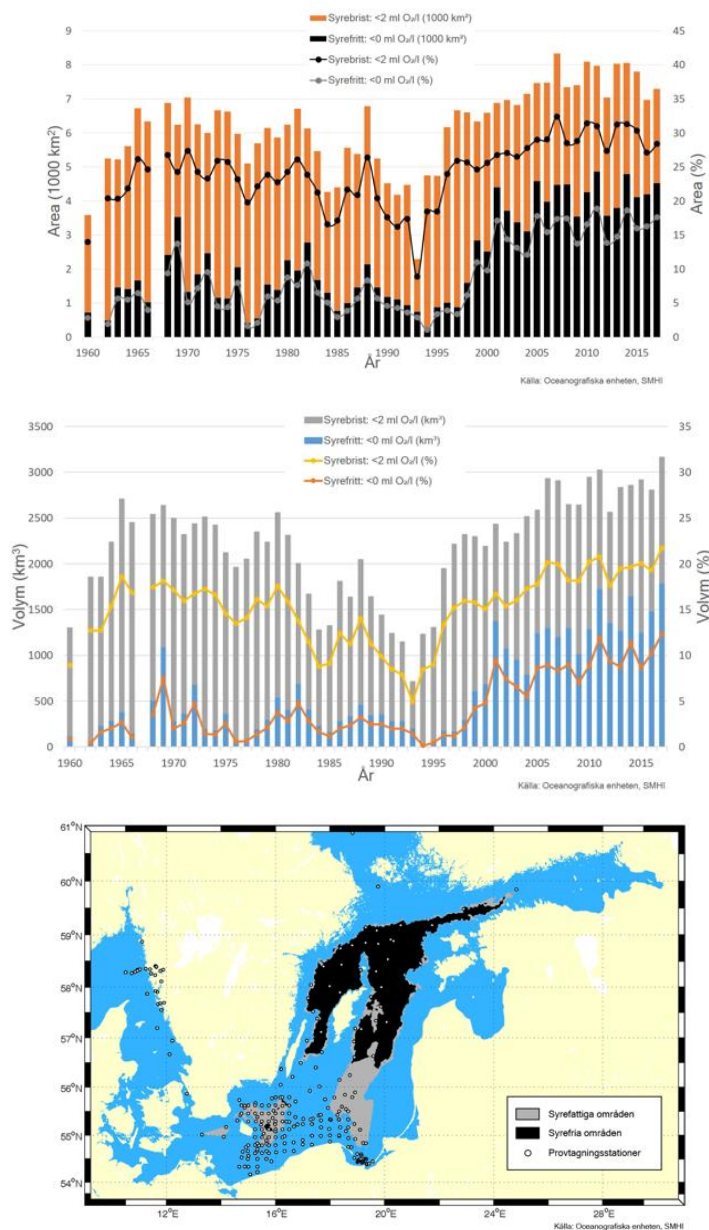 Syrebrist: <2 ml O₂/l (1000 km²)
Syrefritt: <0 ml O₂/l (1000 km²)
Syrebrist: <2 ml O₂/l (%)
Syrefritt: <0 ml O₂/l (%)
9 45
8 40
7 35
6 30
5 25
4 20
3 15
2 10
1 5
0 0
Area (1000 km²)
Area (%)
1960 1965 1970 1975 1980 1985 1990 1995 2000 2005 2010 2015
År
Källa: Oceanografiska enheten, SMHI
Syrebrist: <2 ml O₂/l (km³)
Syrefritt: <0 ml O₂/l (km³)
Syrebrist: <2 ml O₂/l (%)
Syrefritt: <0 ml O₂/l (%)
3500 35
3000 30
2500 25
2000 20
1500 15
1000 10
500 5
0 0
Volym (km³)
Volym (%)
1960 1965 1970 1975 1980 1985 1990 1995 2000 2005 2010 2015
År
Källa: Oceanografiska enheten, SMHI
61°N
60°N
59°N
58°N
57°N
56°N
55°N
54°N
Syrefattiga områden
Syrefria områden
Provtagningsstationer
12°E 16°E 20°E 24°E 28°E
Källa: Oceanografiska enheten, SMHI